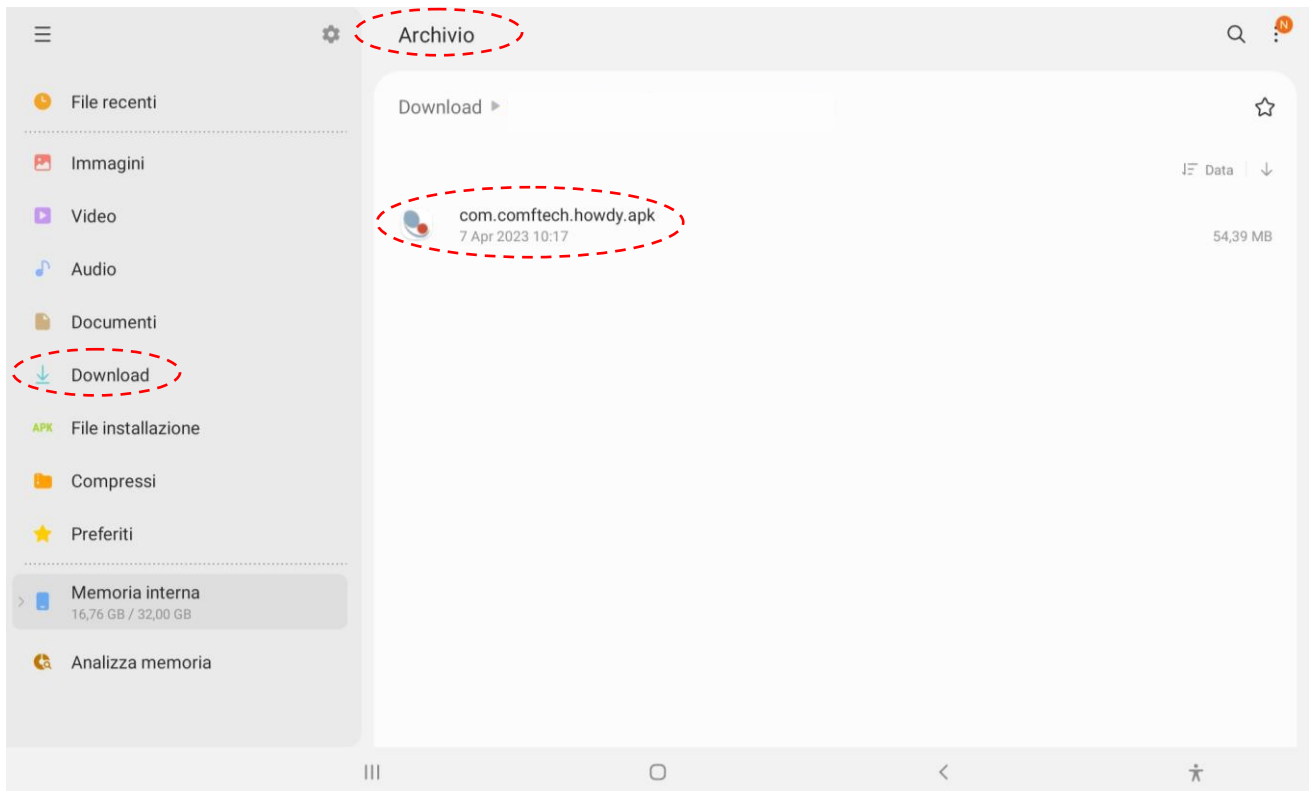 Archivio
N
File recenti
Immagini
Video
Audio
Documenti
Download
APK File installazione
Compressi
Preferiti
Memoria interna
16,76 GB / 32,00 GB
Analizza memoria
Download
Data
com.comftech.howdy.apk
7 Apr 2023 10:17
54,39 MB